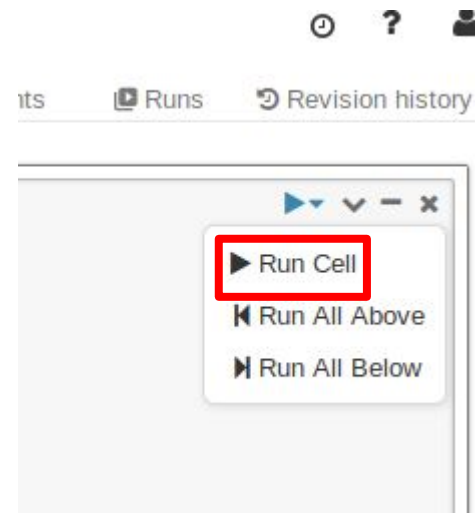 ?
nts Runs Revision history
Run Cell
Run All Above
Run All Below